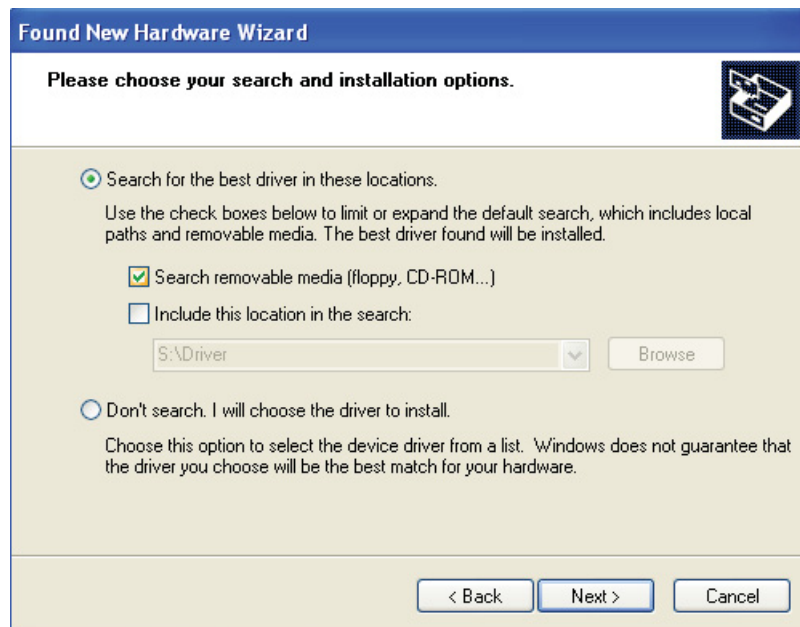 Found New Hardware Wizard
Please choose your search and installation options.
Search for the best driver in these locations.
Use the check boxes below to limit or expand the default search, which includes local
paths and removable media. The best driver found will be installed.
Search removable media (floppy, CD-ROM...)
Include this location in the search:
S:\Driver
Browse
Don't search. I will choose the driver to install.
Choose this option to select the device driver from a list. Windows does not guarantee that
the driver you choose will be the best match for your hardware.
< Back
Next >
Cancel